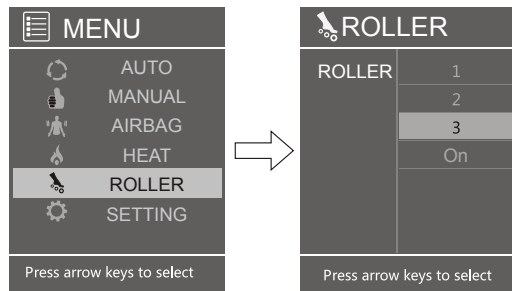 MENU
AUTO
MANUAL
AIRBAG
HEAT
ROLLER
SETTING
Press arrow keys to select
ROLLER
ROLLER
1
2
3
On
Press arrow keys to select